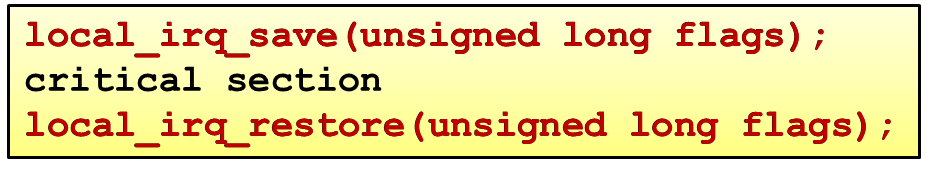 local_irq_save(unsigned long flags);
critical section
local_irq_restore(unsigned long flags);